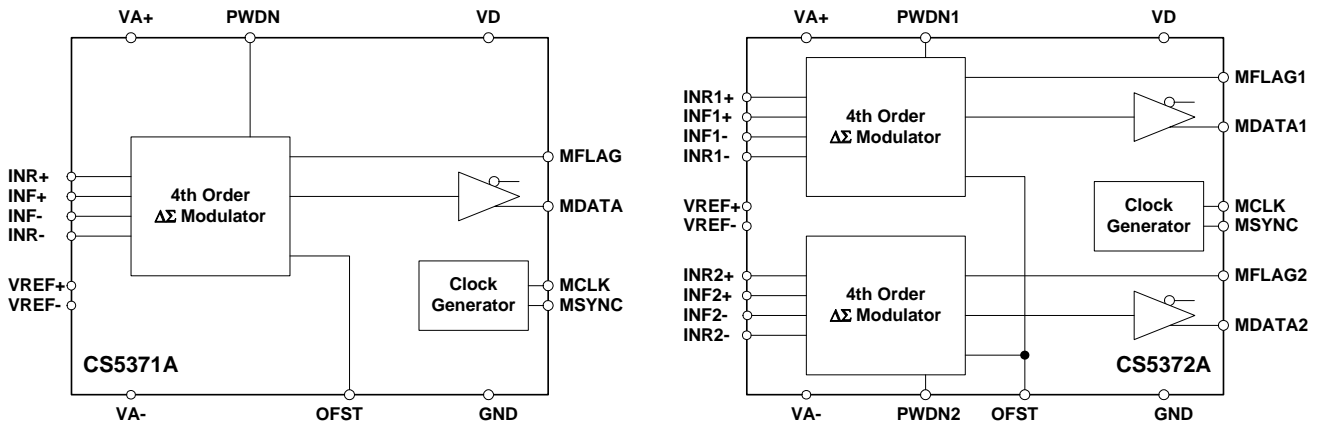 VA+
PWDN
VD
4th Order
ΔΣ Modulator
INR+
INF+
INF-
INR-
VREF+
VREF-
MFLAG
MDATA
Clock
Generator
MCLK
MSYNC
CS5371A
VA-
OFST
GND
VA+
PWDN1
VD
4th Order
ΔΣ Modulator
INR1+
INF1+
INF1-
INR1-
MFLAG1
MDATA1
VREF+
VREF-
Clock
Generator
MCLK
MSYNC
INR2+
INF2+
INF2-
INR2-
4th Order
ΔΣ Modulator
MFLAG2
MDATA2
CS5372A
VA-
PWDN2
OFST
GND